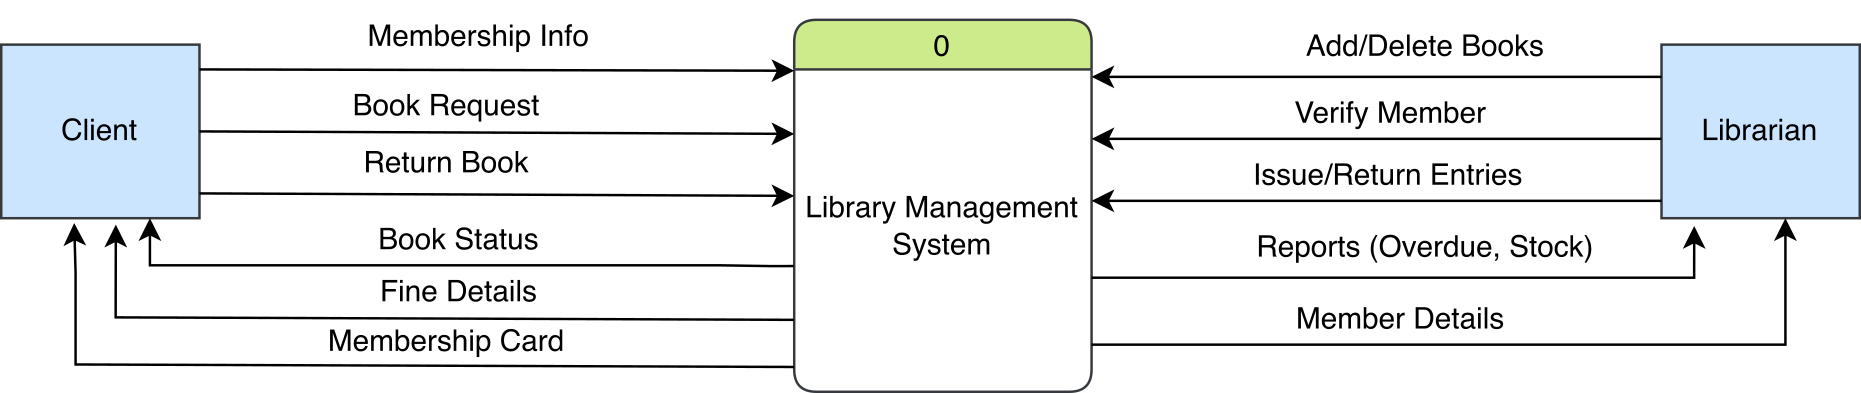 Membership Info
0
Add/Delete Books
Book Request
Verify Member
Client
Librarian
Return Book
Issue/Return Entries
Library Management
System
Book Status
Reports (Overdue, Stock)
Fine Details
Member Details
Membership Card